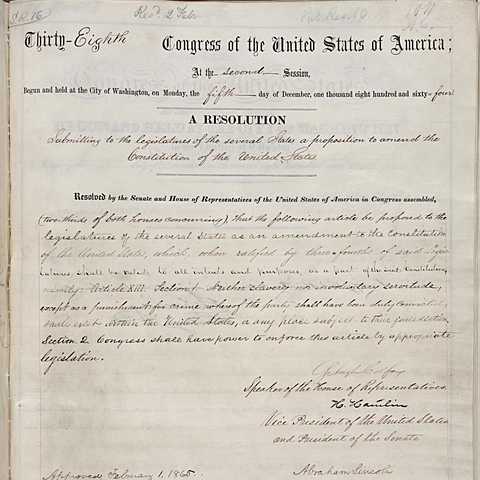 Thirty-Eighth Congress of the United States of America;
At the second Session,
Begun and held at the City of Washington, on Monday, the fifth day of December, one thousand eight hundred and sixty-four
A RESOLUTION
Submitting to the legislatures of the several States a proposition to amend the
Constitution of the United States
Resolved by the Senate and House of Representatives of the United States of America in Congress assembled,
(two-thirds of both houses concurring), that the following article be proposed to the
legislatures of the several States as an amendment to the Constitution
of the United States, which, when ratified by three-fourths of said Legis-
latures shall be valid, to all intents and purposes, as a part of the said Constitution,
namely: Article XIII. Section 1. Neither slavery nor involuntary servitude,
except as a punishment for crime whereof the party shall have been duly convicted,
shall exist within the United States, or any place subject to their jurisdiction.
Section 2. Congress shall have power to enforce this article by appropriate
legislation.
Schuyler Colfax
Speaker of the House of Representatives.
H. Hamlin
Vice President of the United States
and President of the Senate
Approved February 1, 1865.
Abraham Lincoln